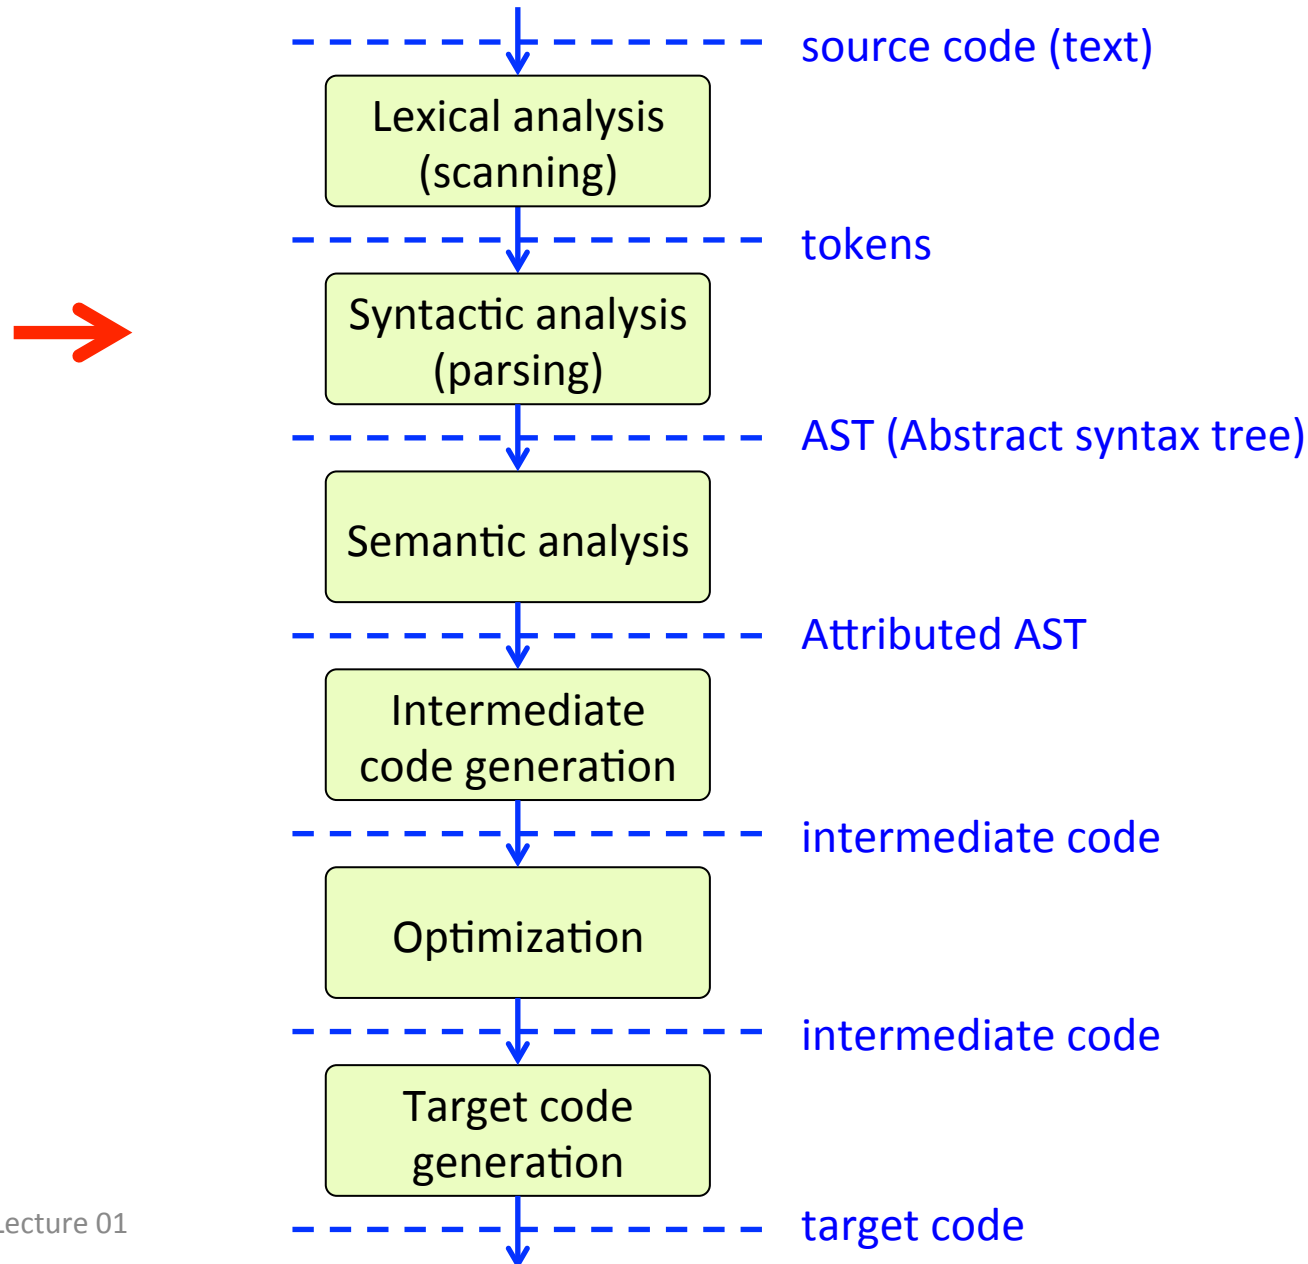 source code (text)
Lexical analysis
(scanning)
tokens
Syntactic analysis
(parsing)
AST (Abstract syntax tree)
Semantic analysis
Attributed AST
Intermediate
code generation
intermediate code
Optimization
intermediate code
Target code
generation
Lecture 01
target code